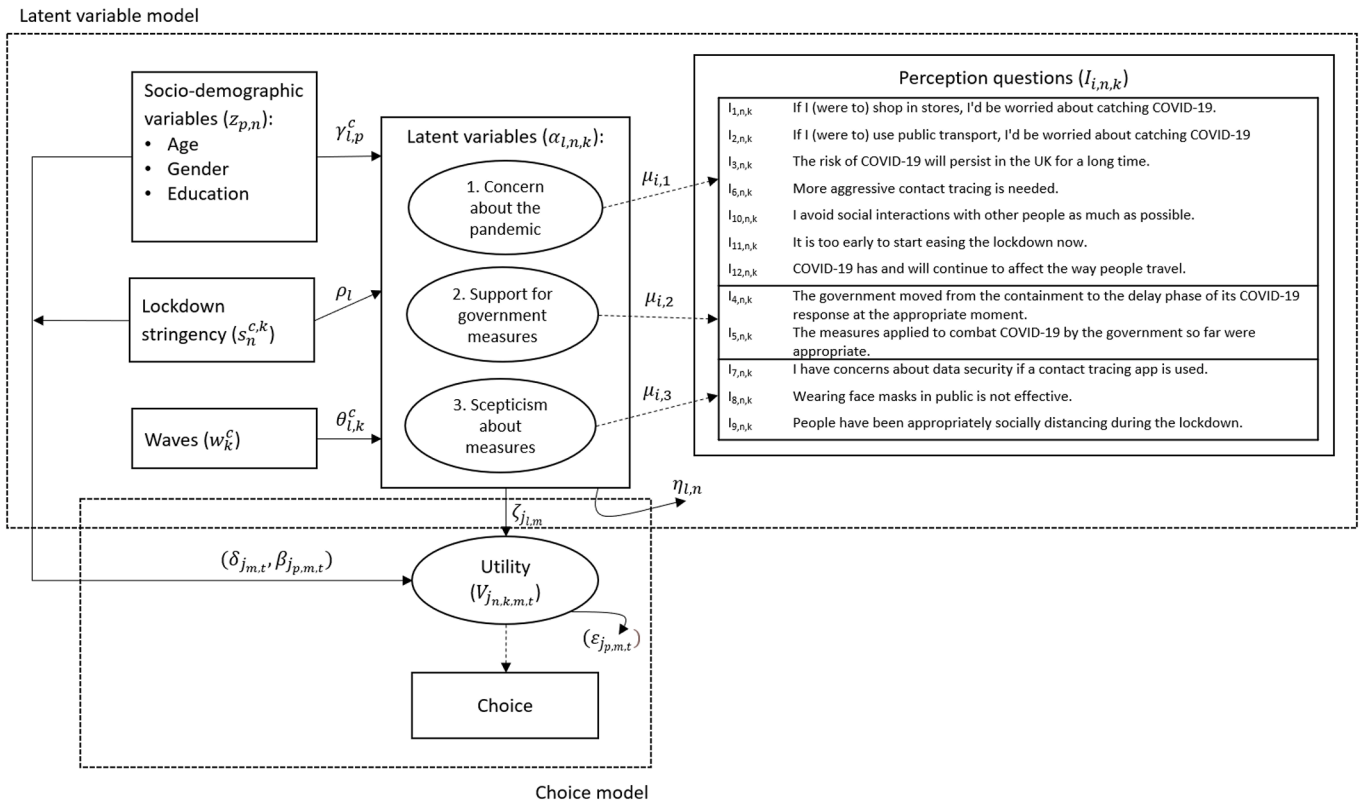 Latent variable model
Socio-demographic
variables (z_{p,n}):
• Age
• Gender
• Education
γ^c_{l,p}
Lockdown
stringency (s^{c,k}_n)
ρ_l
Waves (w^c_k)
θ^c_{l,k}
Latent variables (α_{l,n,k}):
1. Concern
about the
pandemic
2. Support for
government
measures
3. Scepticism
about
measures
μ_{i,1}
μ_{i,2}
μ_{i,3}
Perception questions (I_{i,n,k})
I_{1,n,k} If I (were to) shop in stores, I'd be worried about catching COVID-19.
I_{2,n,k} If I (were to) use public transport, I'd be worried about catching COVID-19
I_{3,n,k} The risk of COVID-19 will persist in the UK for a long time.
I_{6,n,k} More aggressive contact tracing is needed.
I_{10,n,k} I avoid social interactions with other people as much as possible.
I_{11,n,k} It is too early to start easing the lockdown now.
I_{12,n,k} COVID-19 has and will continue to affect the way people travel.
I_{4,n,k} The government moved from the containment to the delay phase of its COVID-19
response at the appropriate moment.
I_{5,n,k} The measures applied to combat COVID-19 by the government so far were
appropriate.
I_{7,n,k} I have concerns about data security if a contact tracing app is used.
I_{8,n,k} Wearing face masks in public is not effective.
I_{9,n,k} People have been appropriately socially distancing during the lockdown.
η_{l,n}
ζ_{j_{l,m}}
(δ_{j_{m,t}}, β_{j_{p,m,t}})
Utility
(V_{j_{n,k,m,t}})
(ε_{j_{p,m,t}})
Choice
Choice model